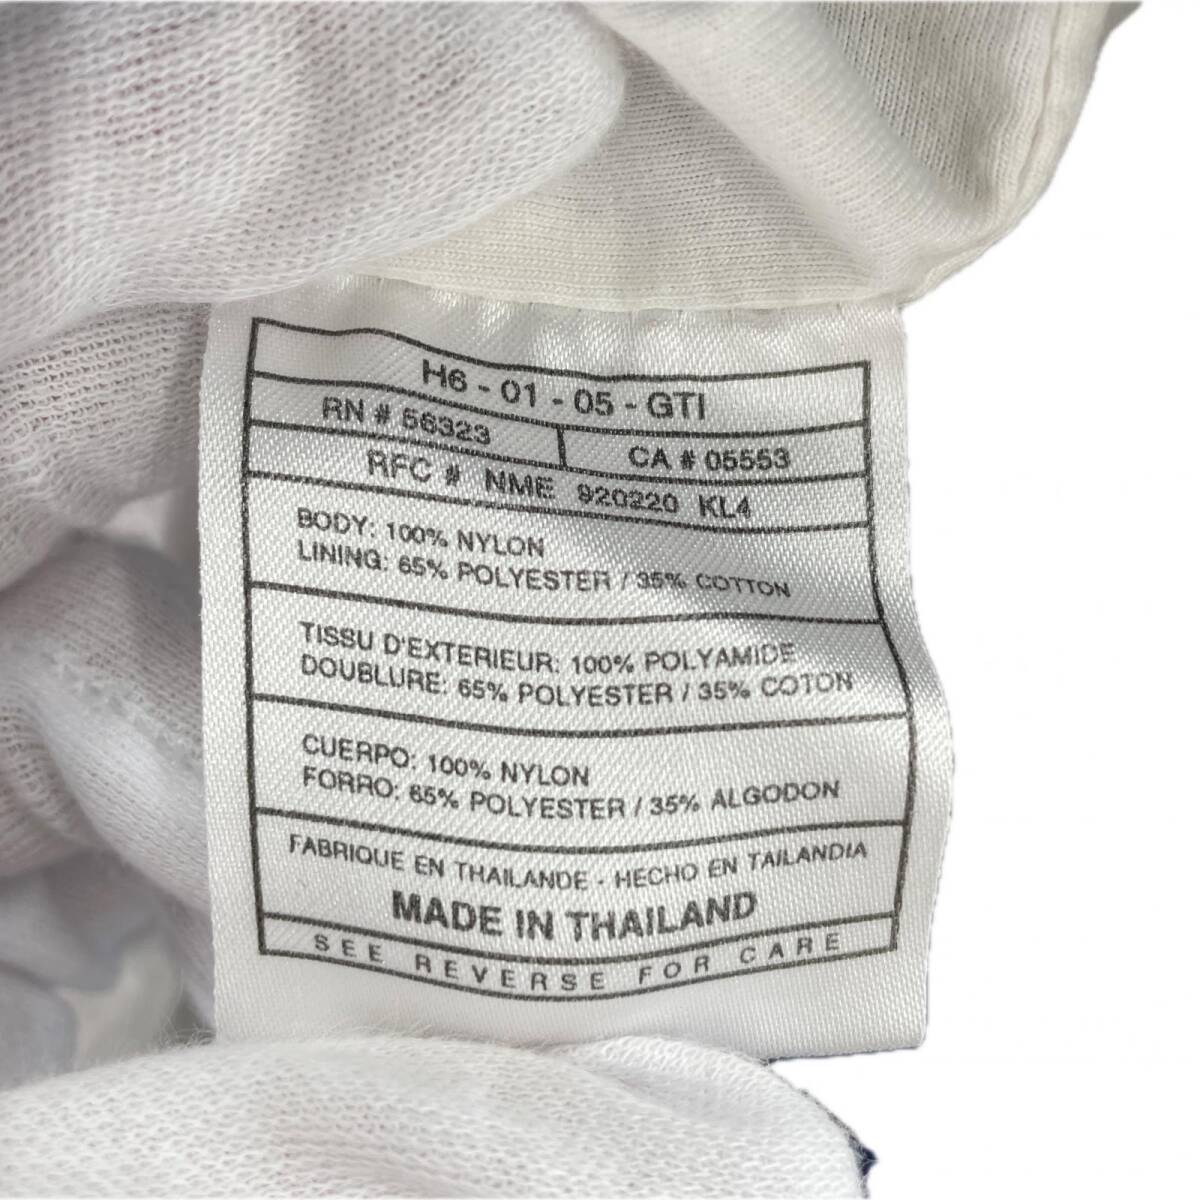 H6 - 01 - 05 - GTI
RN # 56323
CA # 05553
RFC # NME 920220 KL4
BODY: 100% NYLON
LINING: 65% POLYESTER / 35% COTTON
TISSU D'EXTERIEUR: 100% POLYAMIDE
DOUBLURE: 65% POLYESTER / 35% COTON
CUERPO: 100% NYLON
FORRO: 65% POLYESTER / 35% ALGODON
FABRIQUE EN THAILANDE - HECHO EN TAILANDIA
MADE IN THAILAND
SEE REVERSE FOR CARE